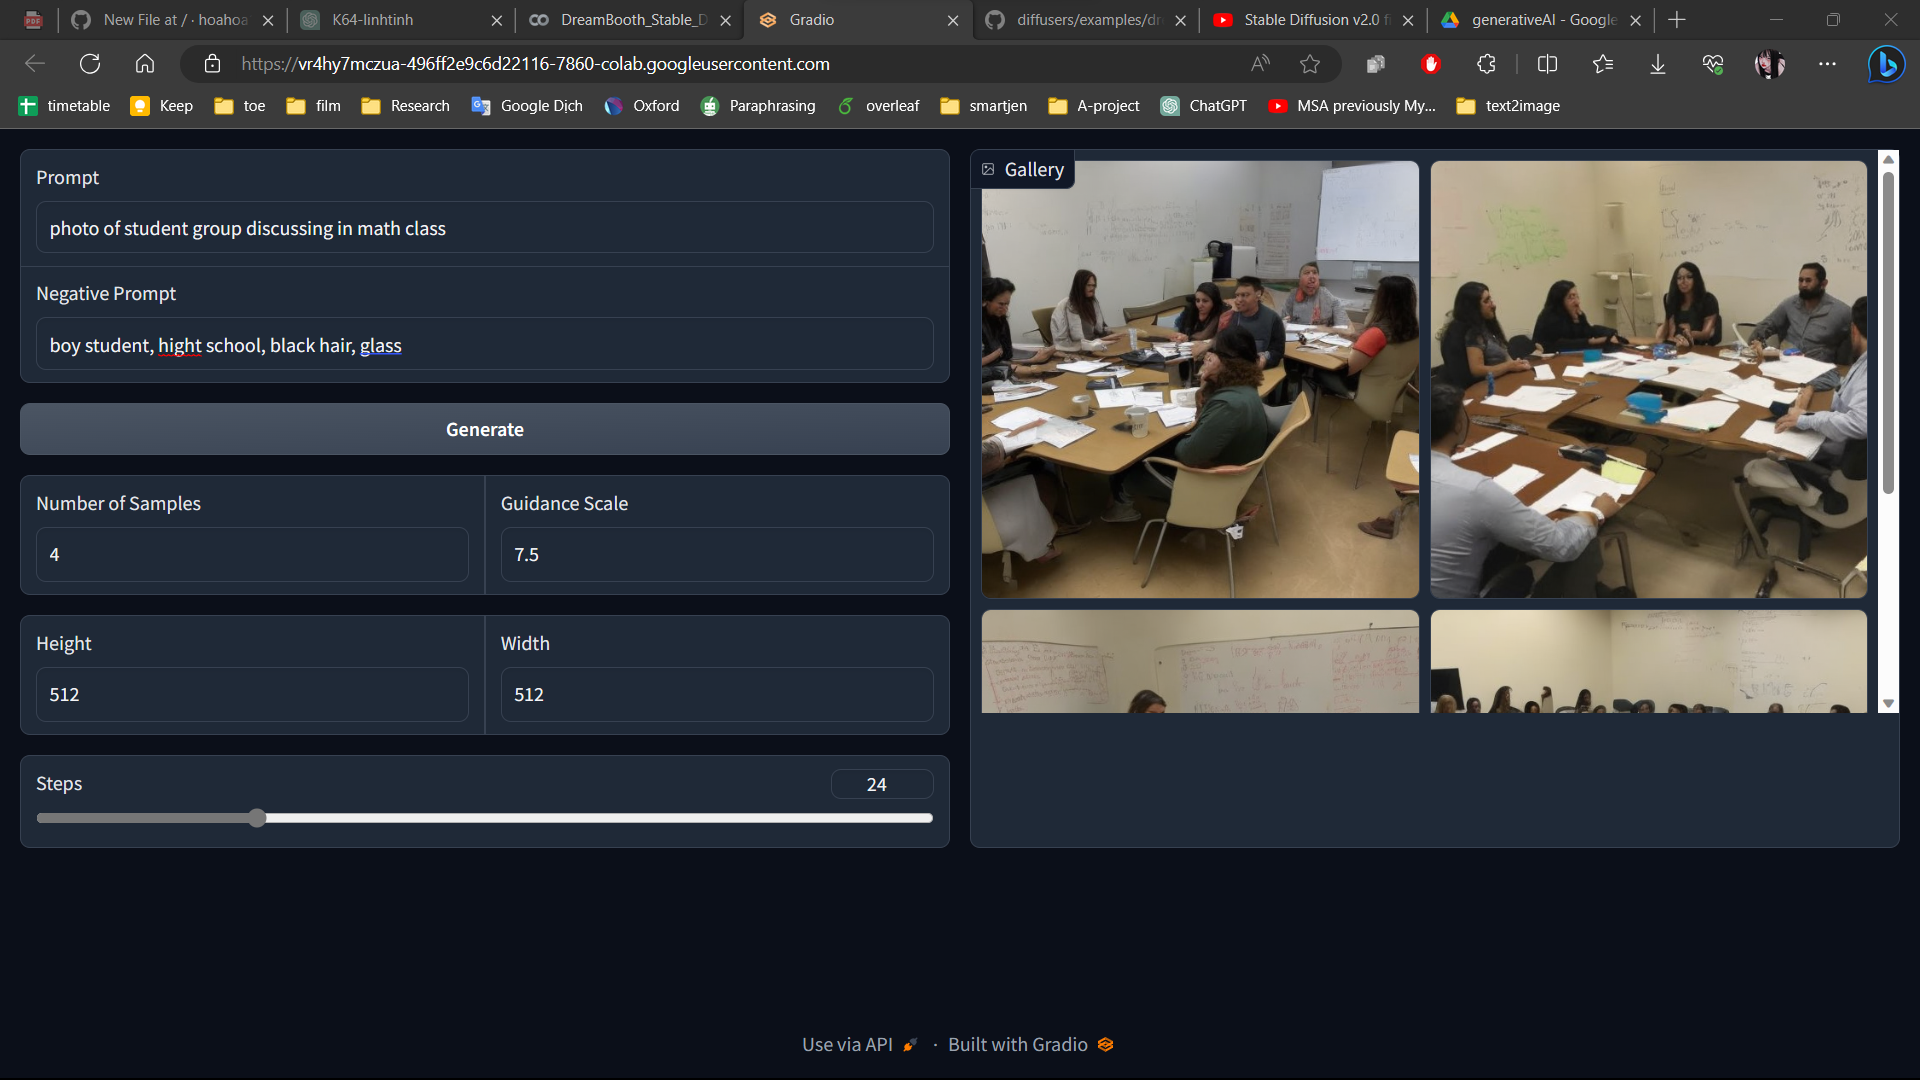 New File at / · hoahoa
K64-linhtinh
DreamBooth_Stable_D
Gradio
diffusers/examples/dr
Stable Diffusion v2.0 fi
generativeAI - Google
https://vr4hy7mczua-496ff2e9c6d22116-7860-colab.googleusercontent.com
timetable
Keep
toe
film
Research
Google Dịch
Oxford
Paraphrasing
overleaf
smartjen
A-project
ChatGPT
MSA previously My...
text2image
Prompt
photo of student group discussing in math class
Negative Prompt
boy student, hight school, black hair, glass
Generate
Number of Samples
4
Guidance Scale
7.5
Height
512
Width
512
Steps
24
Gallery
Use via API · Built with Gradio